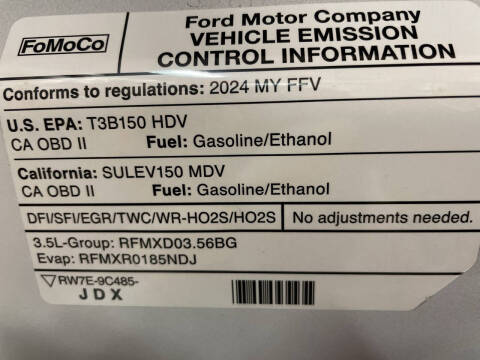 FoMoCo
Ford Motor Company
VEHICLE EMISSION
CONTROL INFORMATION
Conforms to regulations: 2024 MY FFV
U.S. EPA: T3B150 HDV
CA OBD II Fuel: Gasoline/Ethanol
California: SULEV150 MDV
CA OBD II Fuel: Gasoline/Ethanol
DFI/SFI/EGR/TWC/WR-HO2S/HO2S No adjustments needed.
3.5L-Group: RFMXD03.56BG
Evap: RFMXR0185NDJ
▽RW7E-9C485-
JDX